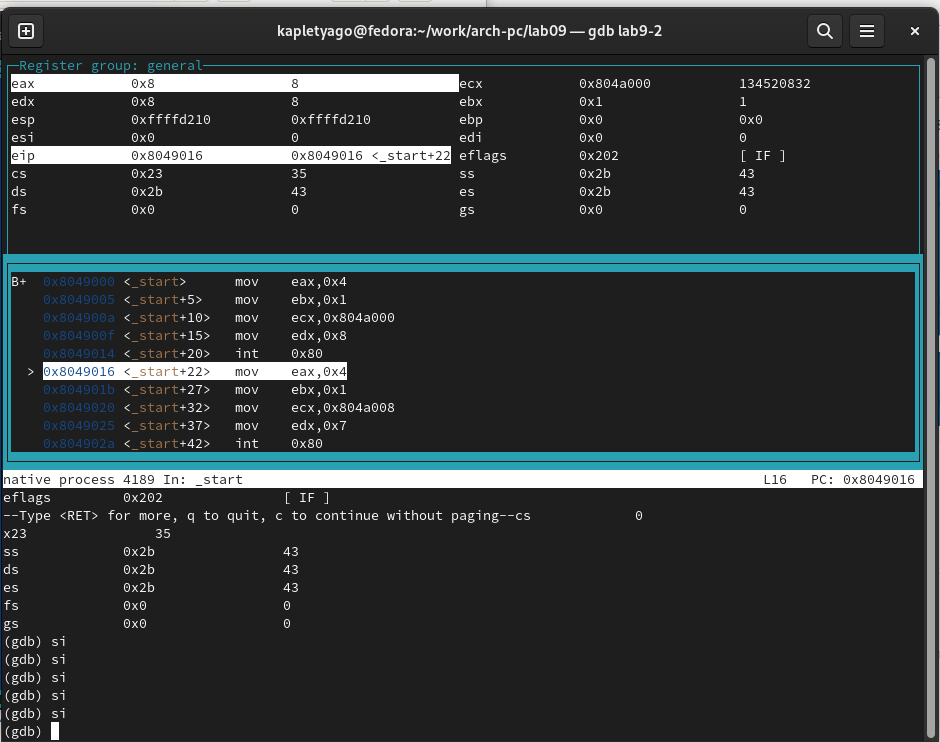 kapletyago@fedora:~/work/arch-pc/lab09 — gdb lab9-2
Register group: general
eax 0x8 8 ecx 0x804a000 134520832
edx 0x8 8 ebx 0x1 1
esp 0xffffd210 0xffffd210 ebp 0x0 0x0
esi 0x0 0 edi 0x0 0
eip 0x8049016 0x8049016 <_start+22 eflags 0x202 [ IF ]
cs 0x23 35 ss 0x2b 43
ds 0x2b 43 es 0x2b 43
fs 0x0 0 gs 0x0 0
B+ 0x8049000 <_start> mov eax,0x4
0x8049005 <_start+5> mov ebx,0x1
0x804900a <_start+10> mov ecx,0x804a000
0x804900f <_start+15> mov edx,0x8
0x8049014 <_start+20> int 0x80
> 0x8049016 <_start+22> mov eax,0x4
0x804901b <_start+27> mov ebx,0x1
0x8049020 <_start+32> mov ecx,0x804a008
0x8049025 <_start+37> mov edx,0x7
0x804902a <_start+42> int 0x80
native process 4189 In: _start L16 PC: 0x8049016
eflags 0x202 [ IF ]
--Type <RET> for more, q to quit, c to continue without paging--cs 0
x23 35
ss 0x2b 43
ds 0x2b 43
es 0x2b 43
fs 0x0 0
gs 0x0 0
(gdb) si
(gdb) si
(gdb) si
(gdb) si
(gdb) si
(gdb)